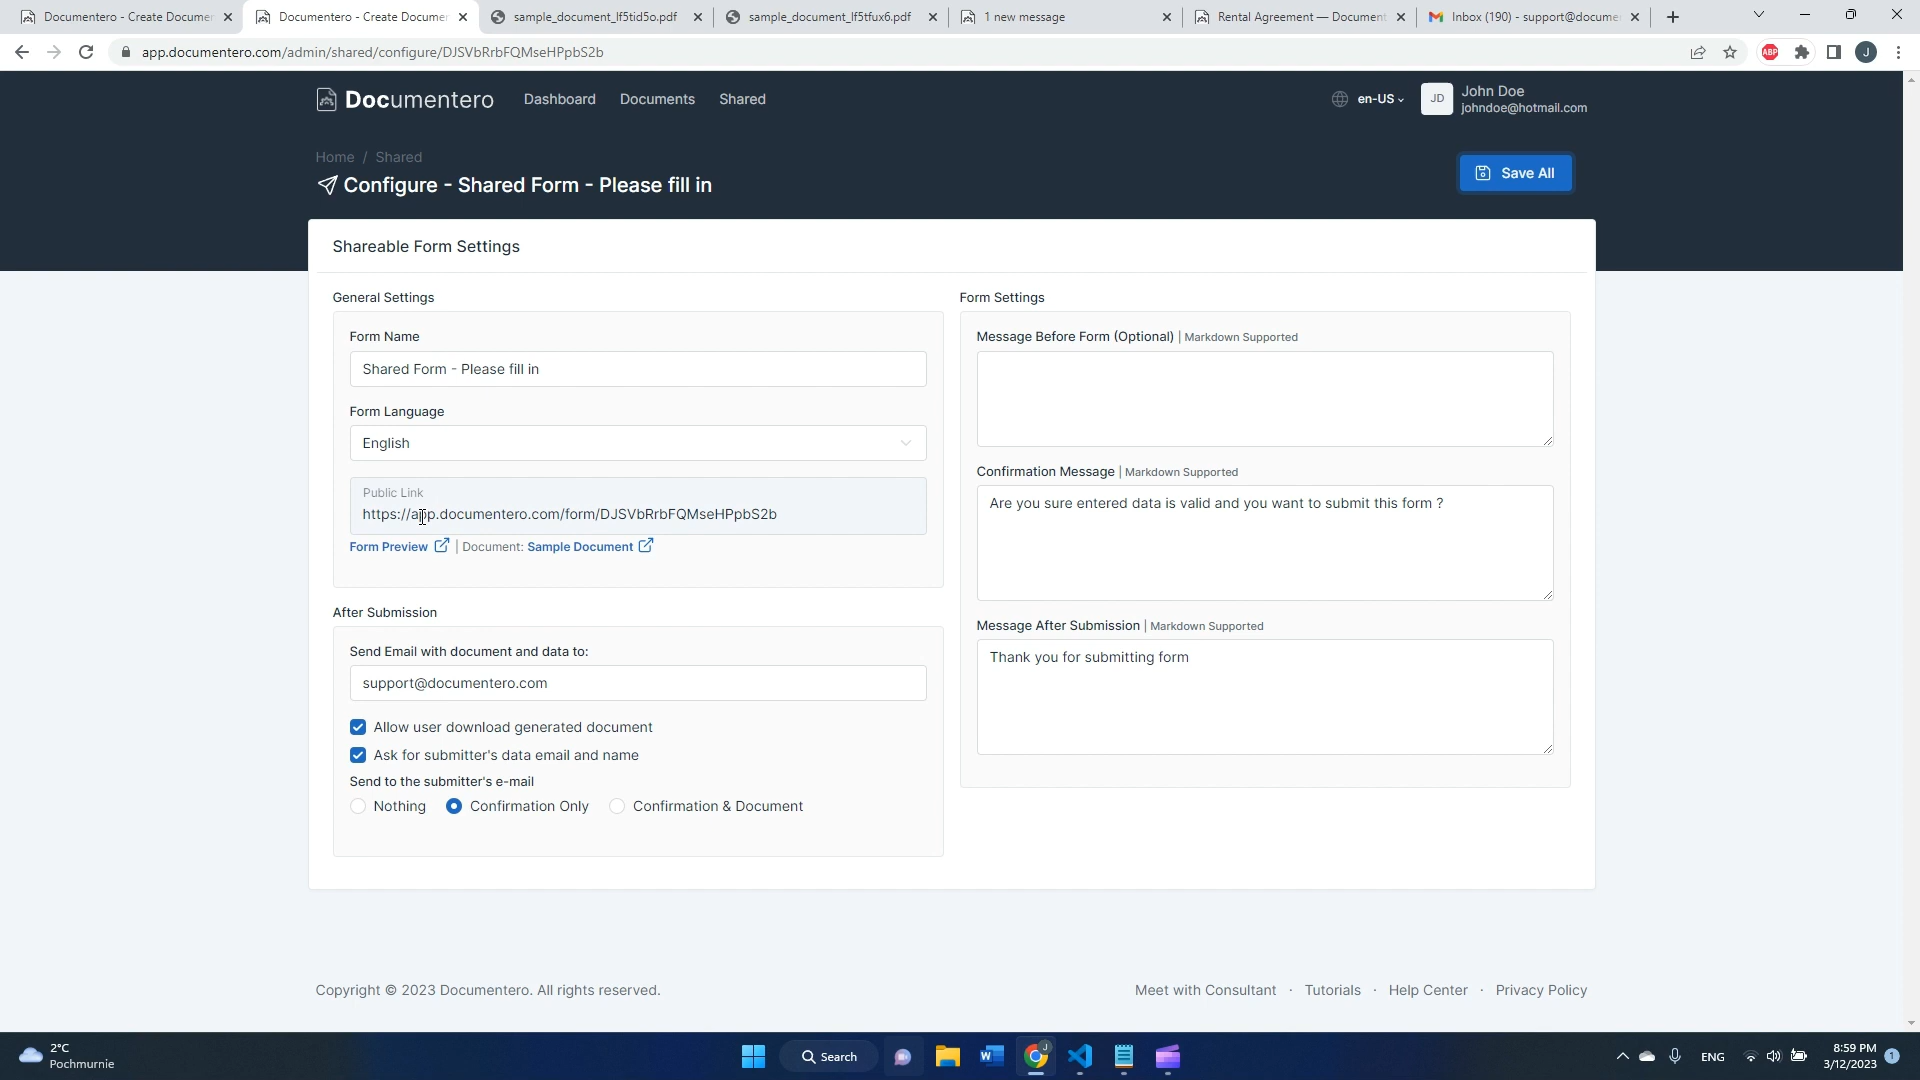 Documentero - Create Documen
Documentero - Create Documen
sample_document_lf5tid5o.pdf
sample_document_lf5tfux6.pdf
1 new message
Rental Agreement — Document
Inbox (190) - support@docume
app.documentero.com/admin/shared/configure/DJSVbRrbFQMseHPpbS2b
ABP
J
Documentero
Dashboard
Documents
Shared
en-US
JD
John Doe
johndoe@hotmail.com
Home / Shared
Configure - Shared Form - Please fill in
Save All
Shareable Form Settings
General Settings
Form Name
Shared Form - Please fill in
Form Language
English
Public Link
https://app.documentero.com/form/DJSVbRrbFQMseHPpbS2b
Form Preview | Document: Sample Document
After Submission
Send Email with document and data to:
support@documentero.com
Allow user download generated document
Ask for submitter's data email and name
Send to the submitter's e-mail
Nothing
Confirmation Only
Confirmation & Document
Form Settings
Message Before Form (Optional) | Markdown Supported
Confirmation Message | Markdown Supported
Are you sure entered data is valid and you want to submit this form ?
Message After Submission | Markdown Supported
Thank you for submitting form
Copyright © 2023 Documentero. All rights reserved.
Meet with Consultant · Tutorials · Help Center · Privacy Policy
2°C
Pochmurnie
Search
J
ENG
8:59 PM
3/12/2023
1